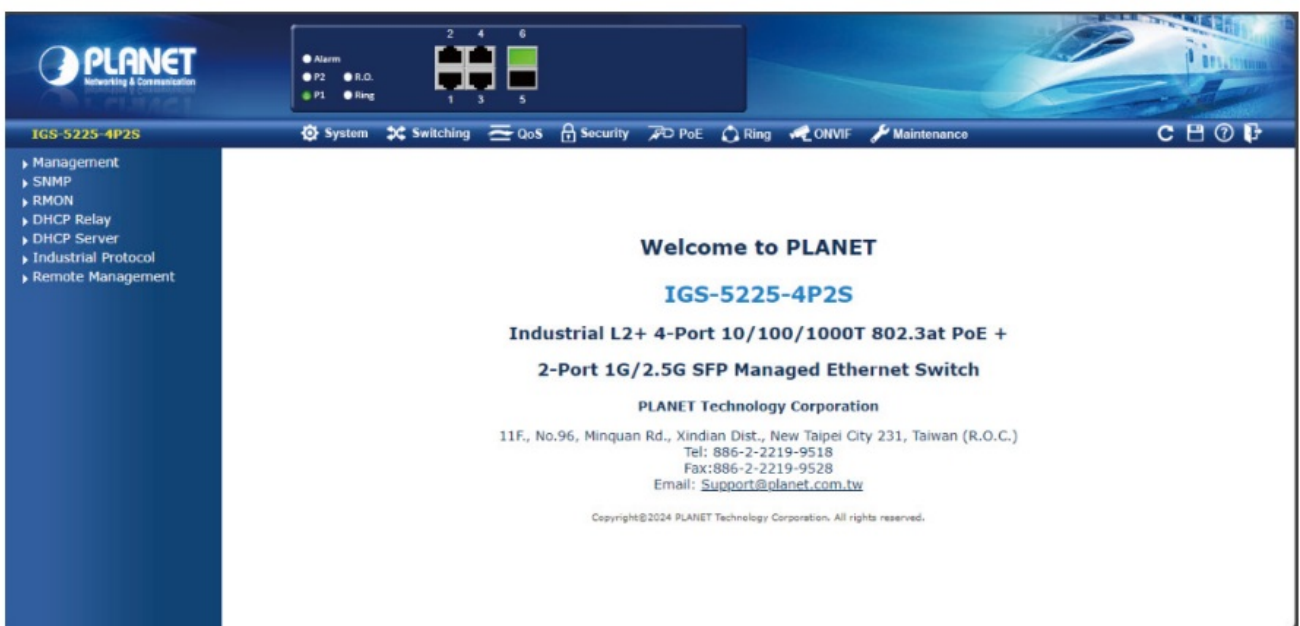 PLANET
Networking & Communication
2 4 6
Alarm
P2 R.O.
P1 Ring
1 3 5
IGS-5225-4P2S
System Switching QoS Security PoE Ring ONVIF Maintenance
Management
SNMP
RMON
DHCP Relay
DHCP Server
Industrial Protocol
Remote Management
Welcome to PLANET
IGS-5225-4P2S
Industrial L2+ 4-Port 10/100/1000T 802.3at PoE +
2-Port 1G/2.5G SFP Managed Ethernet Switch
PLANET Technology Corporation
11F., No.96, Minquan Rd., Xindian Dist., New Taipei City 231, Taiwan (R.O.C.)
Tel: 886-2-2219-9518
Fax:886-2-2219-9528
Email: Support@planet.com.tw
Copyright©2024 PLANET Technology Corporation. All rights reserved.